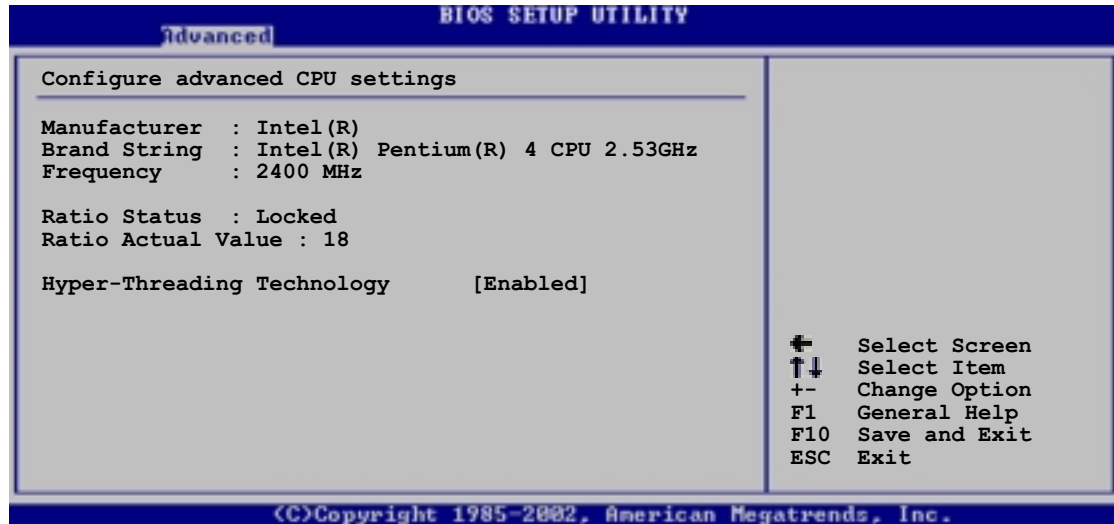 BIOS SETUP UTILITY
Advanced
Configure advanced CPU settings
Manufacturer : Intel(R)
Brand String : Intel(R) Pentium(R) 4 CPU 2.53GHz
Frequency : 2400 MHz
Ratio Status : Locked
Ratio Actual Value : 18
Hyper-Threading Technology [Enabled]
← Select Screen
↑↓ Select Item
+- Change Option
F1 General Help
F10 Save and Exit
ESC Exit
(C)Copyright 1985-2002, American Megatrends, Inc.